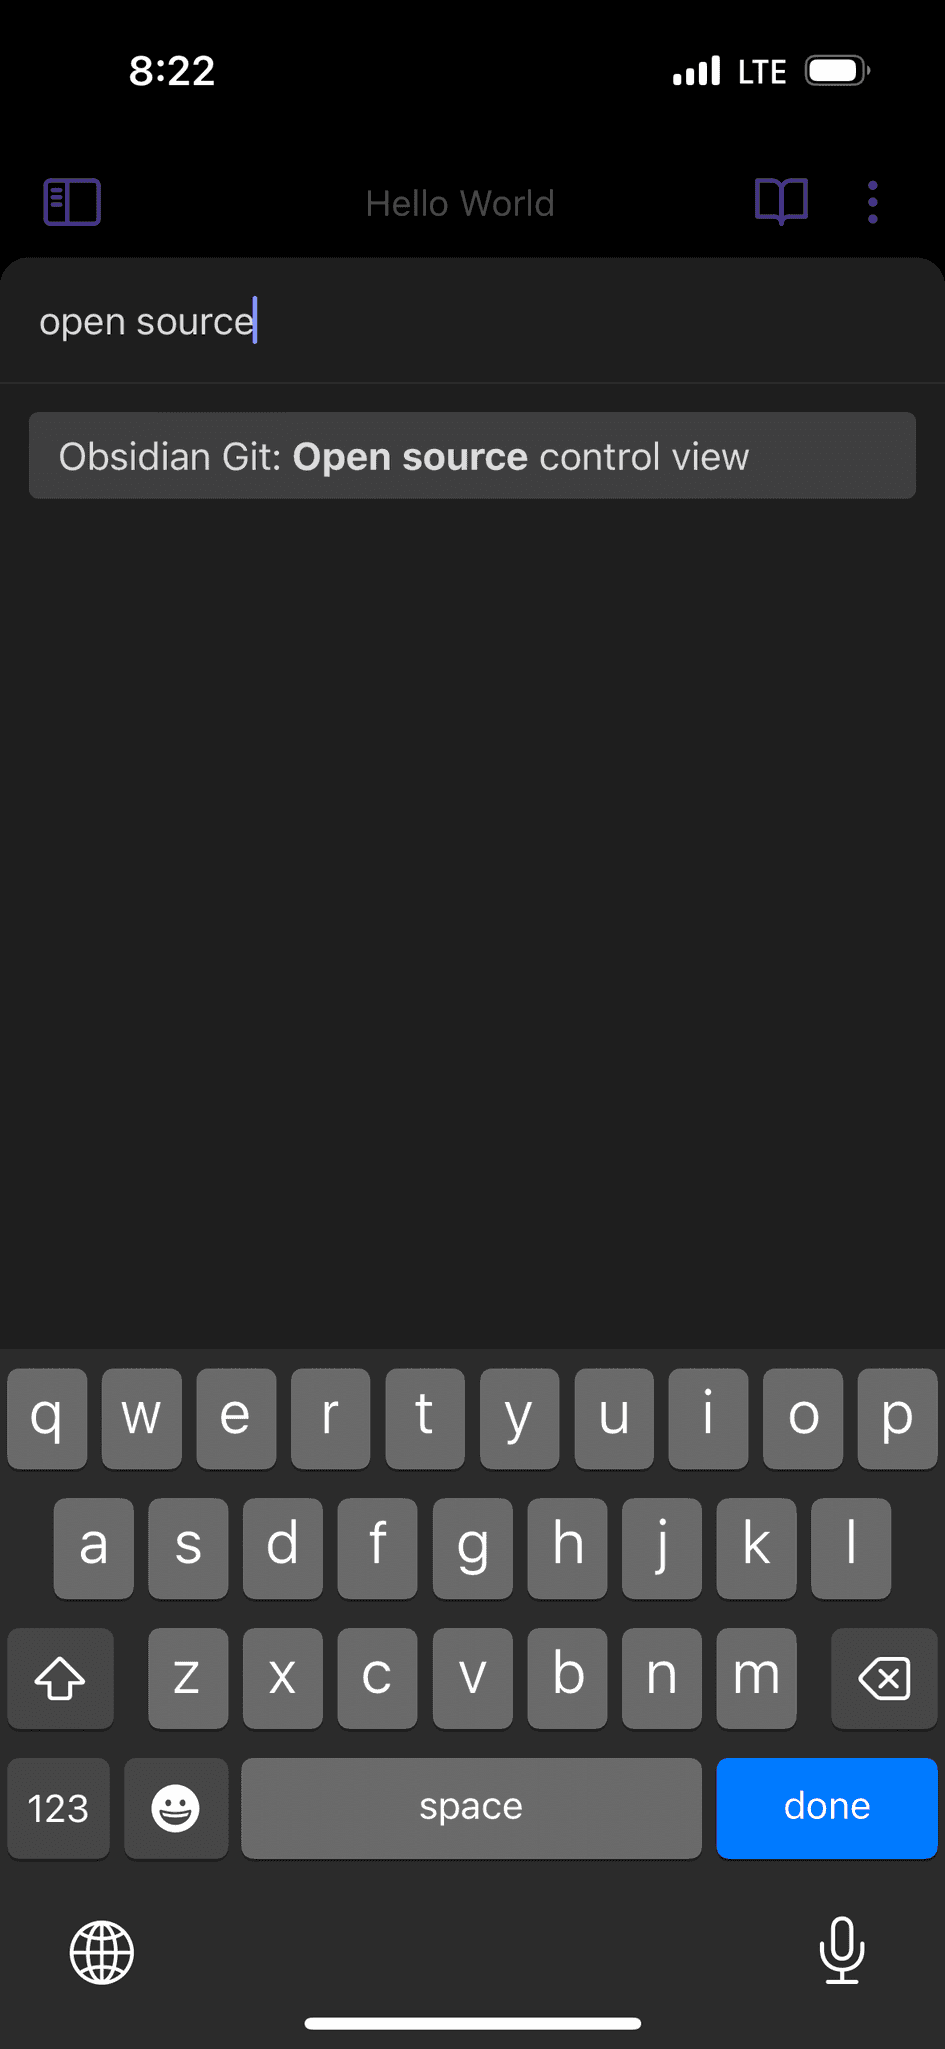 8:22 LTE
Hello World
open source
Obsidian Git: Open source control view
q w e r t y u i o p
a s d f g h j k l
z x c v b n m
123 space done